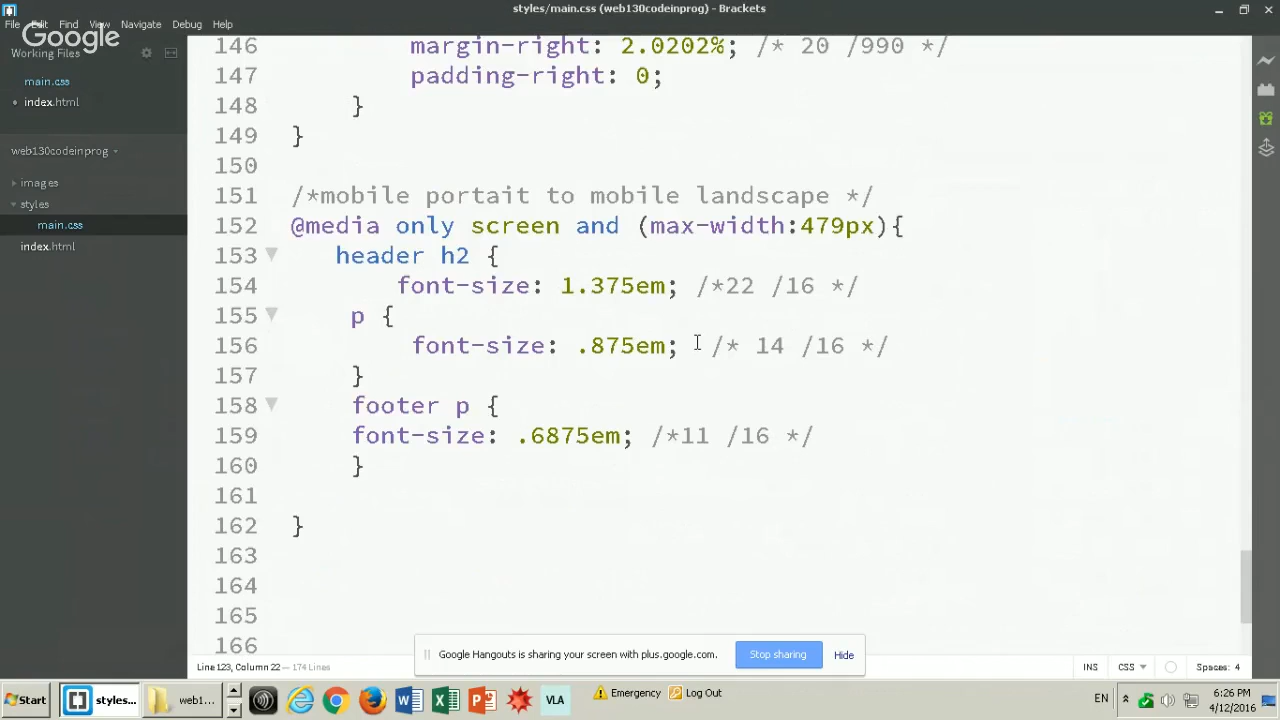 styles/main.css (web130codeinprog) - Brackets
File Edit Find View Navigate Debug Help
Google
Working Files
main.css
index.html
web130codeinprog
images
styles
main.css
index.html
146 margin-right: 2.0202%; /* 20 /990 */
147 padding-right: 0;
148 }
149 }
150
151 /*mobile portait to mobile landscape */
152 @media only screen and (max-width:479px){
153 header h2 {
154 font-size: 1.375em; /*22 /16 */
155 p {
156 font-size: .875em; /* 14 /16 */
157 }
158 footer p {
159 font-size: .6875em; /*11 /16 */
160 }
161
162 }
163
164
165
166
Google Hangouts is sharing your screen with plus.google.com. Stop sharing Hide
Line 123, Column 22 — 174 Lines INS CSS Spaces: 4
Start styles... web1... VLA Emergency Log Out EN 6:26 PM
4/12/2016